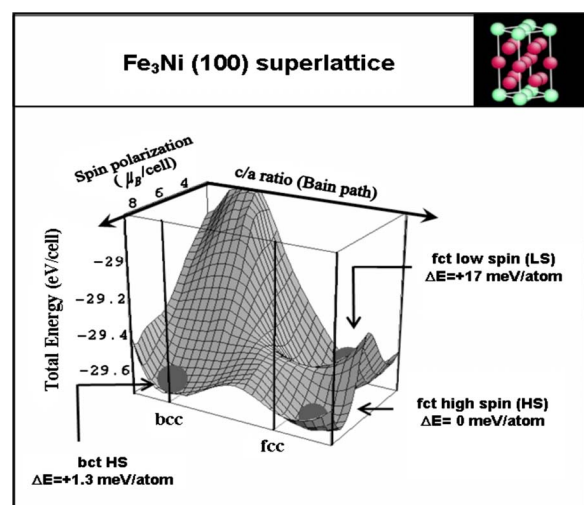 Fe₃Ni (100) superlattice
Spin polarization
(μ_B/cell)
8 6 4
c/a ratio (Bain path)
Total Energy (eV/cell)
-29
-29.2
-29.4
-29.6
bcc
fcc
fct low spin (LS)
ΔE=+17 meV/atom
fct high spin (HS)
ΔE= 0 meV/atom
bct HS
ΔE=+1.3 meV/atom